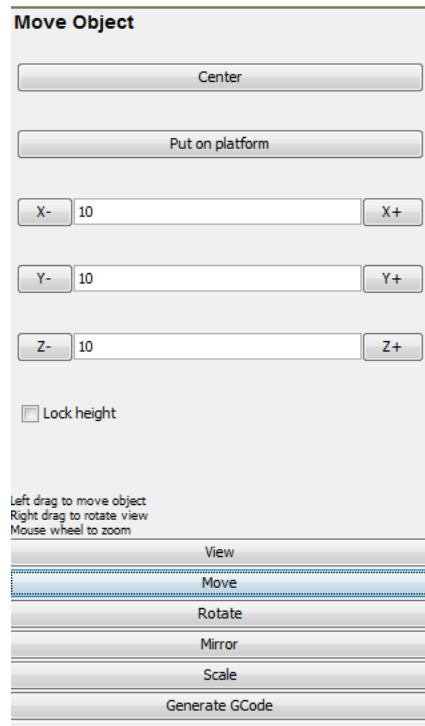 Move Object
Center
Put on platform
X- 10 X+
Y- 10 Y+
Z- 10 Z+
Lock height
Left drag to move object
Right drag to rotate view
Mouse wheel to zoom
View
Move
Rotate
Mirror
Scale
Generate GCode